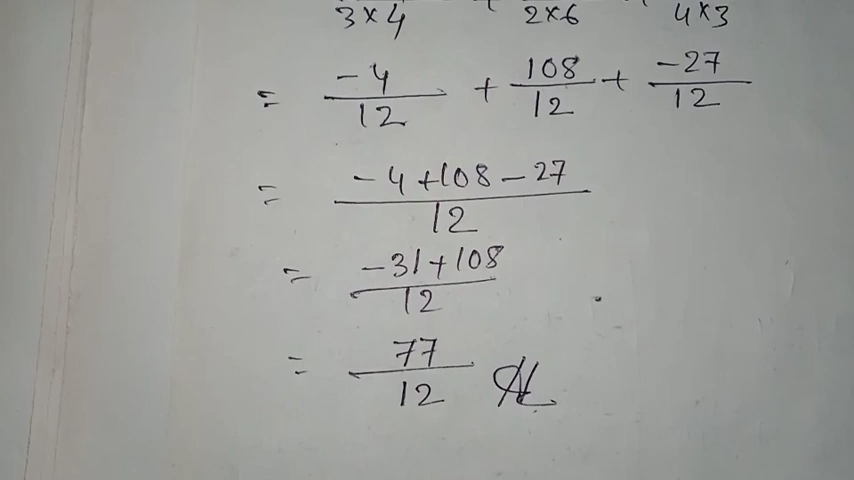 3×4 2×6 4×3
= -4/12 + 108/12 + -27/12
= -4+108-27/12
= -31+108/12
= 77/12